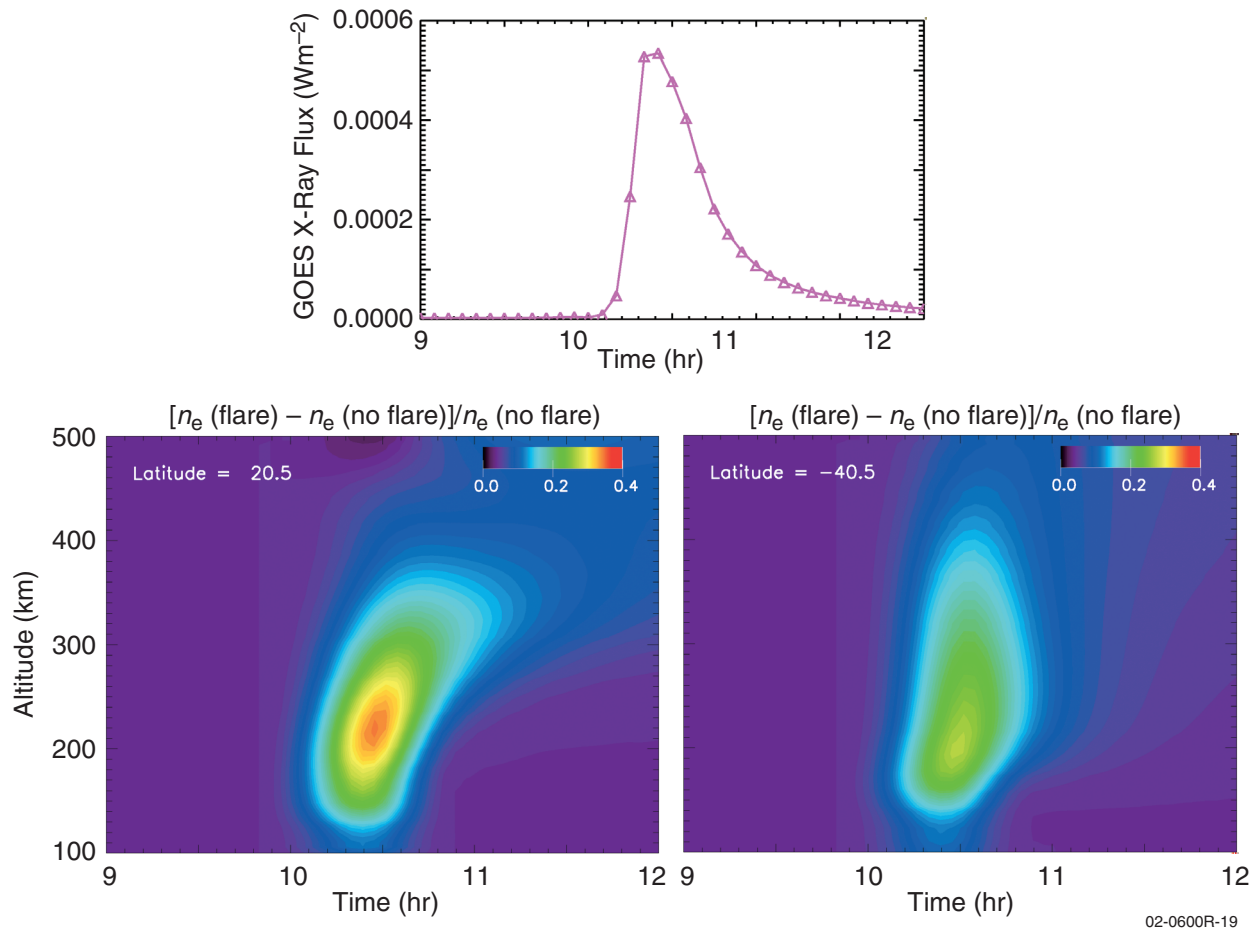 GOES X-Ray Flux (Wm–2)
0.0006
0.0004
0.0002
0.0000
9 10 11 12
Time (hr)
[ne (flare) – ne (no flare)]/ne (no flare)
[ne (flare) – ne (no flare)]/ne (no flare)
Latitude = 20.5
0.0 0.2 0.4
Latitude = –40.5
0.0 0.2 0.4
Altitude (km)
500
400
300
200
100
9 10 11 12
Time (hr)
9 10 11 12
Time (hr)
02-0600R-19